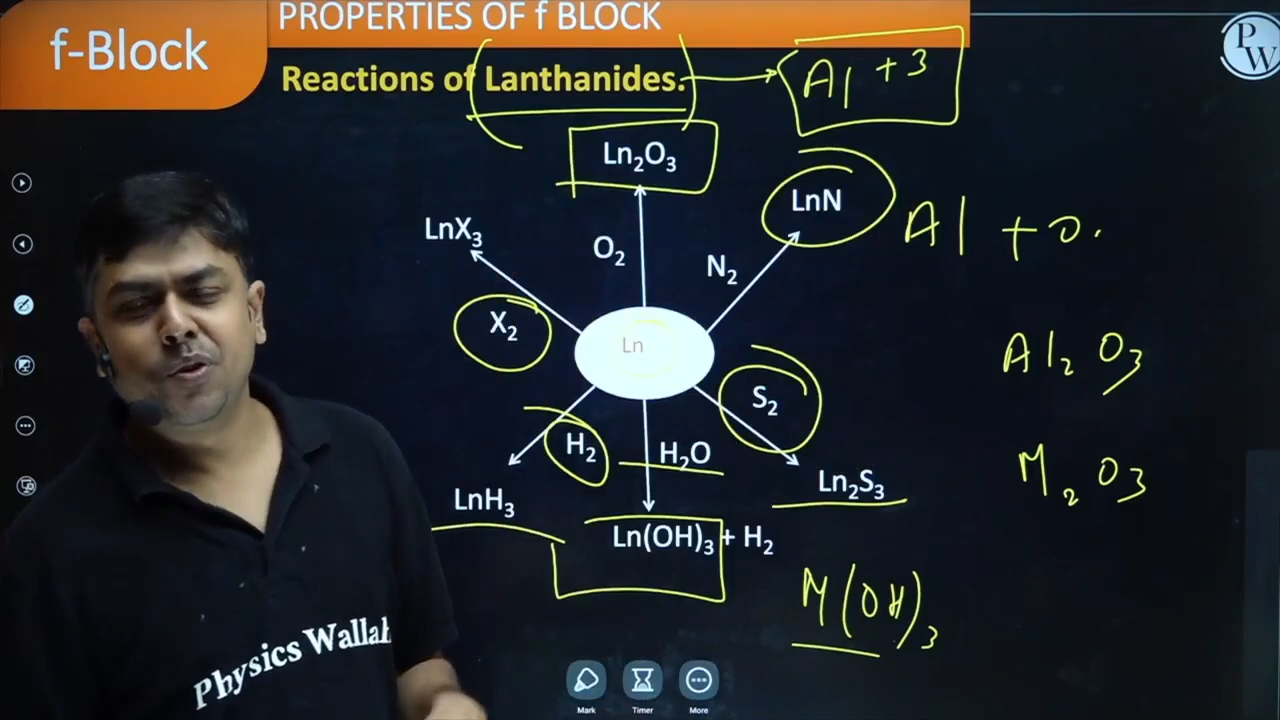 PROPERTIES OF f BLOCK
f-Block
P
W
Reactions of Lanthanides.
Al +3
Ln₂O₃
LnN
Al + O.
LnX₃
O₂
N₂
X₂
Ln
Al₂ O₃
S₂
H₂
H₂O
M₂ O₃
LnH₃
Ln₂S₃
Ln(OH)₃ + H₂
M(OH)₃
Physics Wallah
Mark
Timer
More